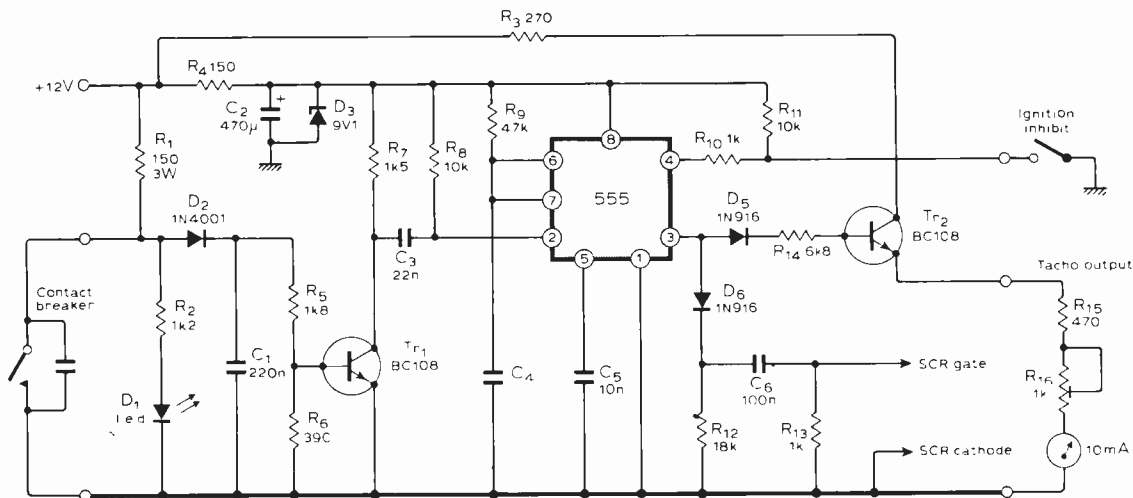 R3 270
+12V
R4 150
C2
470µ
+
D3
9V1
R1
150
3W
R7
1k5
R8
10k
R9
47k
R11
10k
R10 1k
Ignition
inhibit
8
6
7
2
5
1
4
3
555
D2
1N4001
C3
22n
D5
1N916
R14 6k8
Tr2
BC108
Tacho output
Contact
breaker
R2
1k2
R5
1k8
Tr1
BC108
D6
1N916
R15
470
C1
220n
C4
C5
10n
C6
100n
SCR gate
R16
1k
D1
led
R6
39C
R12
18k
R13
1k
SCR cathode
10mA